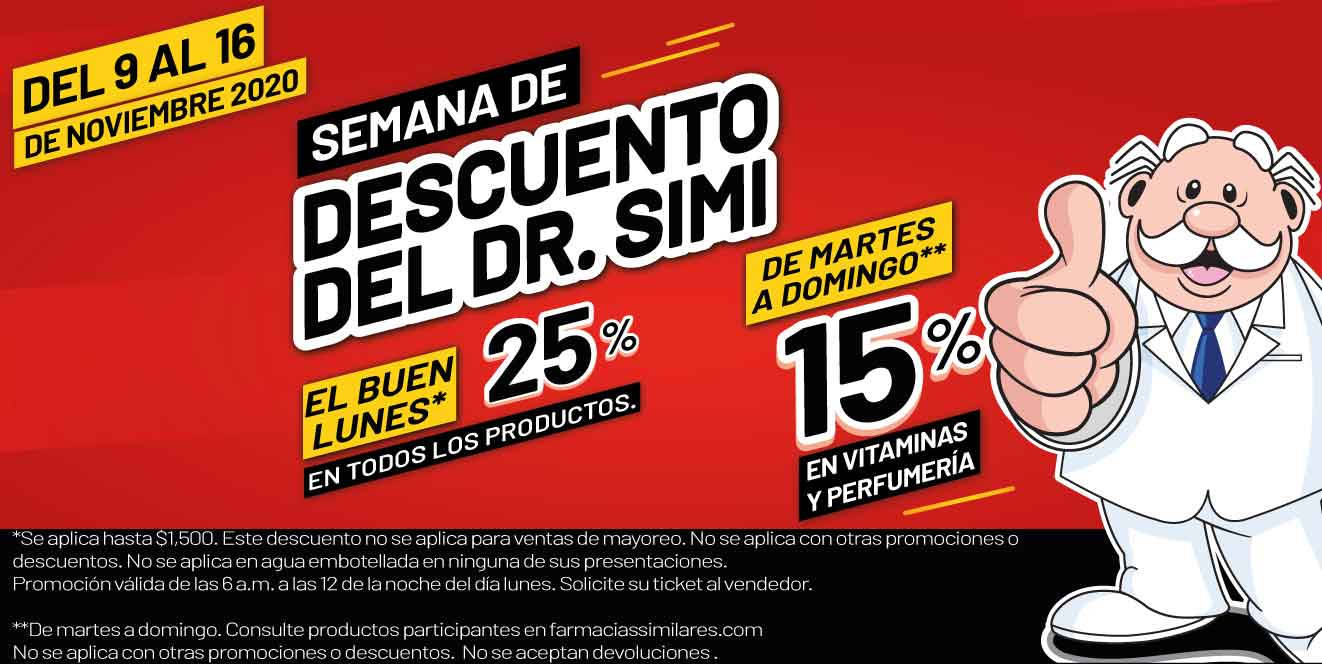 DEL 9 AL 16
DE NOVIEMBRE 2020
SEMANA DE
DESCUENTO
DEL DR. SIMI
EL BUEN
LUNES*
25%
EN TODOS LOS PRODUCTOS.
DE MARTES
A DOMINGO**
15%
EN VITAMINAS
Y PERFUMERÍA
*Se aplica hasta $1,500. Este descuento no se aplica para ventas de mayoreo. No se aplica con otras promociones o
descuentos. No se aplica en agua embotellada en ninguna de sus presentaciones.
Promoción válida de las 6 a.m. a las 12 de la noche del día lunes. Solicite su ticket al vendedor.
**De martes a domingo. Consulte productos participantes en farmaciassimilares.com
No se aplica con otras promociones o descuentos. No se aceptan devoluciones .